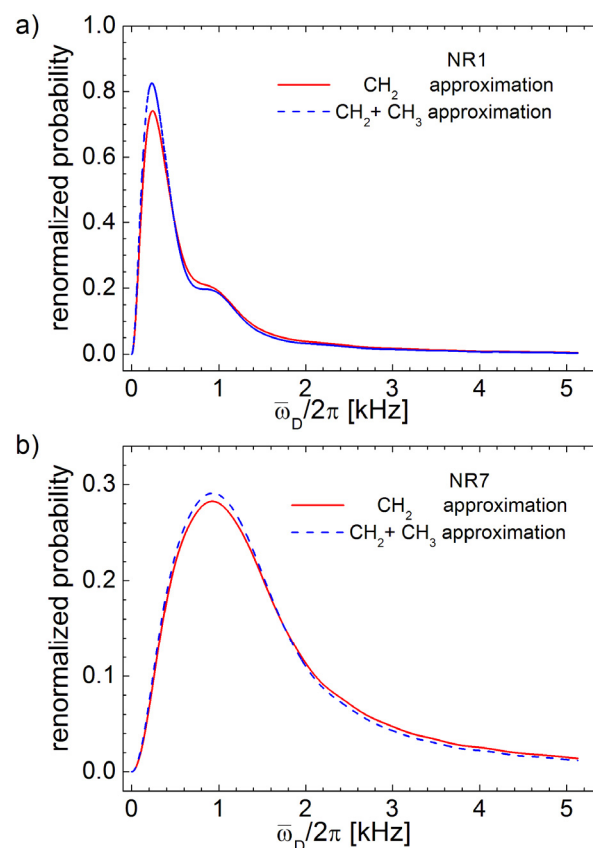 a)
1.0
NR1
CH₂ approximation
CH₂+ CH₃ approximation
0.8
0.6
0.4
0.2
0.0
renormalized probability
0 1 2 3 4 5
ω̅_D/2π [kHz]
b)
NR7
0.3
CH₂ approximation
CH₂+ CH₃ approximation
0.2
0.1
0.0
renormalized probability
0 1 2 3 4 5
ω̅_D/2π [kHz]